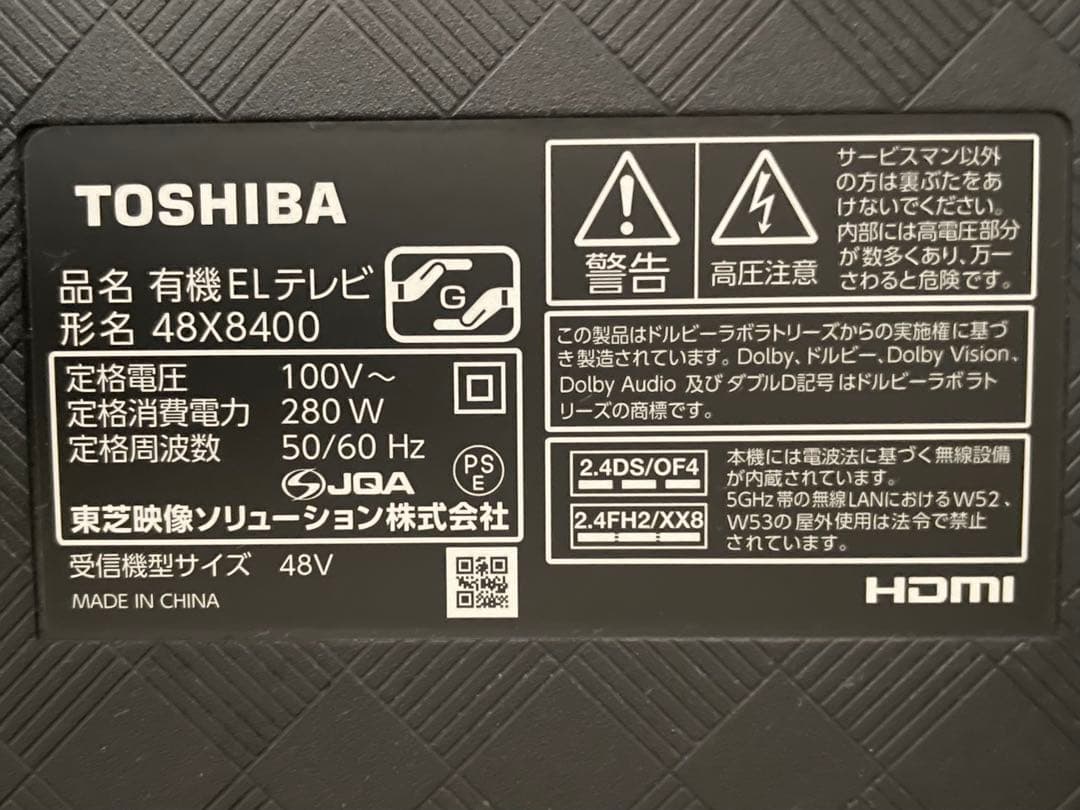 TOSHIBA
品名 有機ELテレビ
形名 48X8400
G
定格電圧 100V～
定格消費電力 280W
定格周波数 50/60 Hz
JQA
PS
E
東芝映像ソリューション株式会社
受信機型サイズ 48V
MADE IN CHINA
警告
高圧注意
サービスマン以外
の方は裏ぶたをあ
けないでください。
内部には高電圧部分
が数多くあり、万一
さわると危険です。
この製品はドルビーラボラトリーズからの実施権に基づ
き製造されています。Dolby、ドルビー、Dolby Vision、
Dolby Audio 及び ダブルD記号 はドルビーラボラト
リーズの商標です。
2.4DS/OF4
2.4FH2/XX8
本機には電波法に基づく無線設備
が内蔵されています。
5GHz 帯の無線LANにおけるW52、
W53の屋外使用は法令で禁止
されています。
HDMI